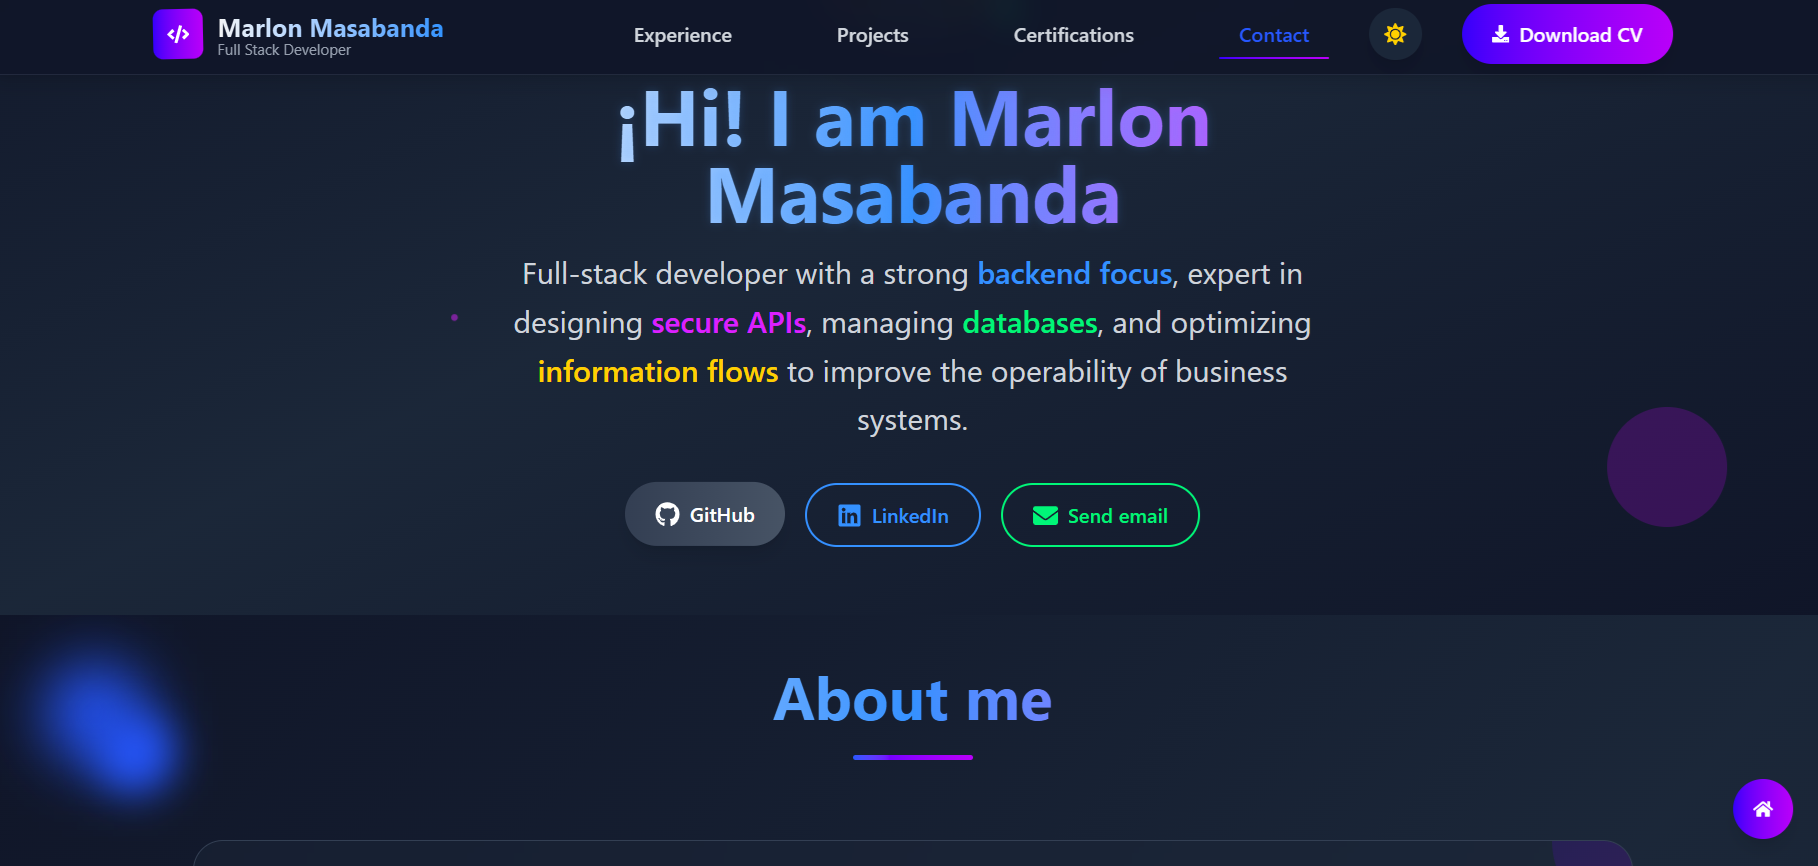 Marlon Masabanda
Full Stack Developer
Experience
Projects
Certifications
Contact
Download CV
¡Hi! I am Marlon
Masabanda
Full-stack developer with a strong backend focus, expert in
designing secure APIs, managing databases, and optimizing
information flows to improve the operability of business
systems.
GitHub
LinkedIn
Send email
About me